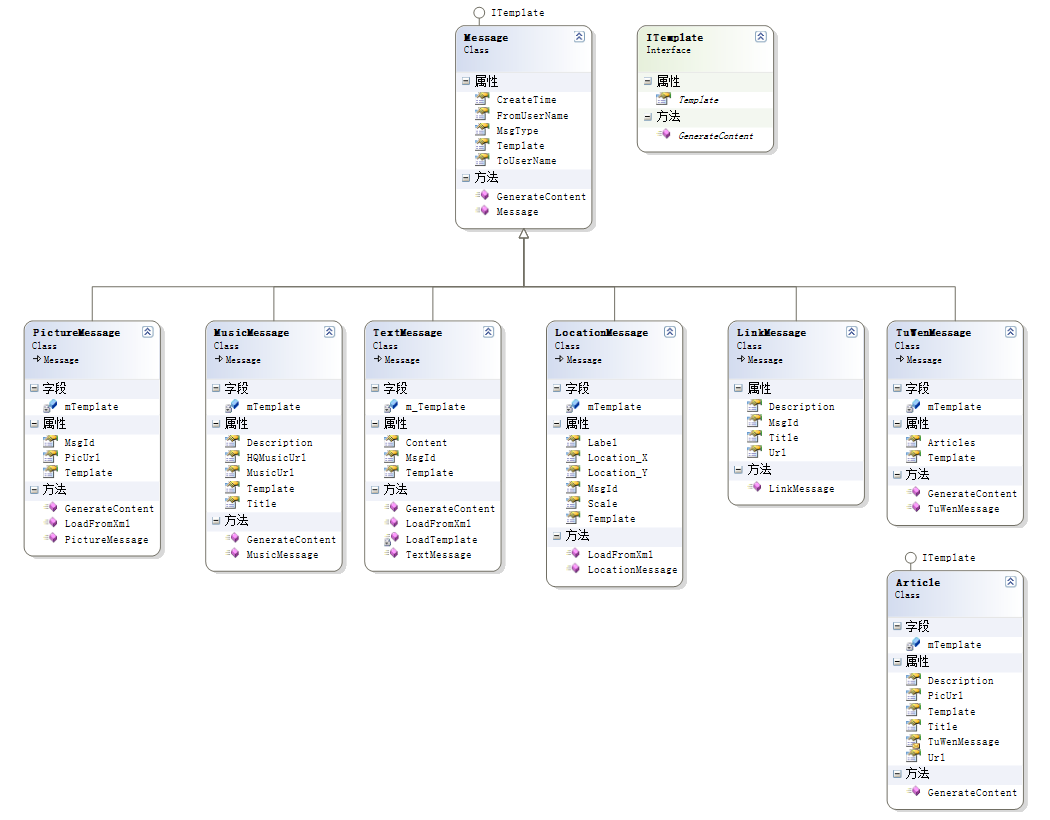 ITemplate
Message
Class
属性
CreateTime
FromUserName
MsgType
Template
ToUserName
方法
GenerateContent
Message
ITemplate
Interface
属性
Template
方法
GenerateContent
PictureMessage
Class
Message
字段
mTemplate
属性
MsgId
PicUrl
Template
方法
GenerateContent
LoadFromXml
PictureMessage
MusicMessage
Class
Message
字段
mTemplate
属性
Description
HQMusicUrl
MusicUrl
Template
Title
方法
GenerateContent
MusicMessage
TextMessage
Class
Message
字段
m_Template
属性
Content
MsgId
Template
方法
GenerateContent
LoadFromXml
LoadTemplate
TextMessage
LocationMessage
Class
Message
字段
mTemplate
属性
Label
Location_X
Location_Y
MsgId
Scale
Template
方法
LoadFromXml
LocationMessage
LinkMessage
Class
Message
属性
Description
MsgId
Title
Url
方法
LinkMessage
TuWenMessage
Class
Message
字段
mTemplate
属性
Articles
Template
方法
GenerateContent
TuWenMessage
ITemplate
Article
Class
字段
mTemplate
属性
Description
PicUrl
Template
Title
TuWenMessage
Url
方法
GenerateContent